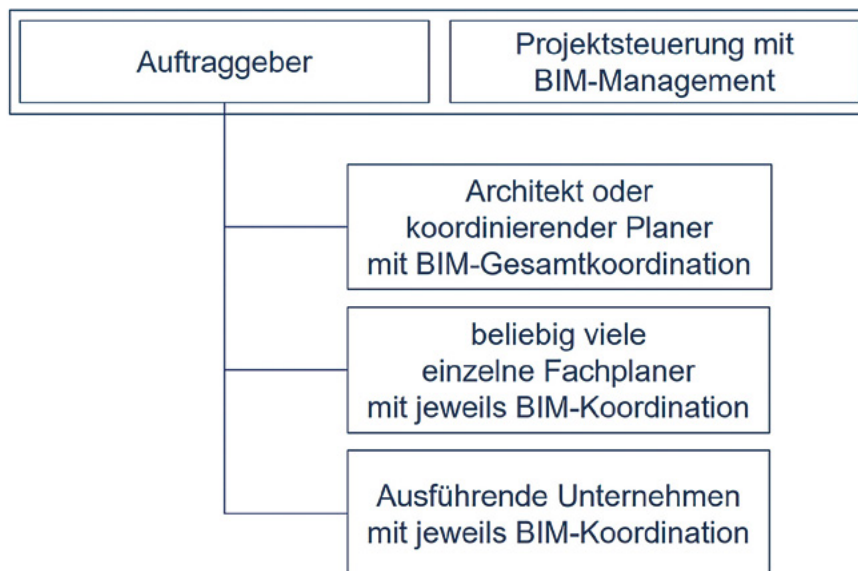 Auftraggeber
Projektsteuerung mit
BIM-Management
Architekt oder
koordinierender Planer
mit BIM-Gesamtkoordination
beliebig viele
einzelne Fachplaner
mit jeweils BIM-Koordination
Ausführende Unternehmen
mit jeweils BIM-Koordination